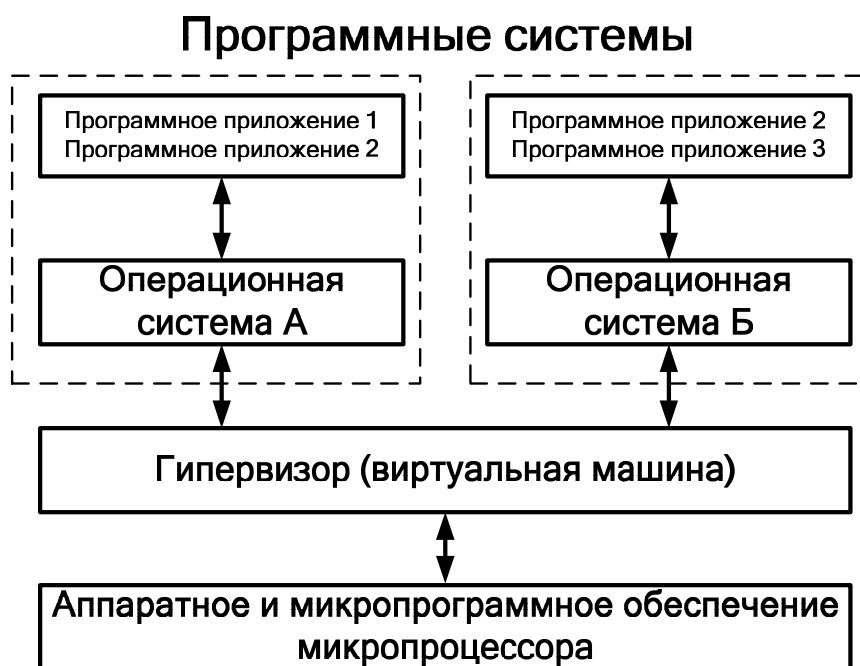 Программные системы
Программное приложение 1
Программное приложение 2
Программное приложение 2
Программное приложение 3
Операционная
система А
Операционная
система Б
Гипервизор (виртуальная машина)
Аппаратное и микропрограммное обеспечение
микропроцессора